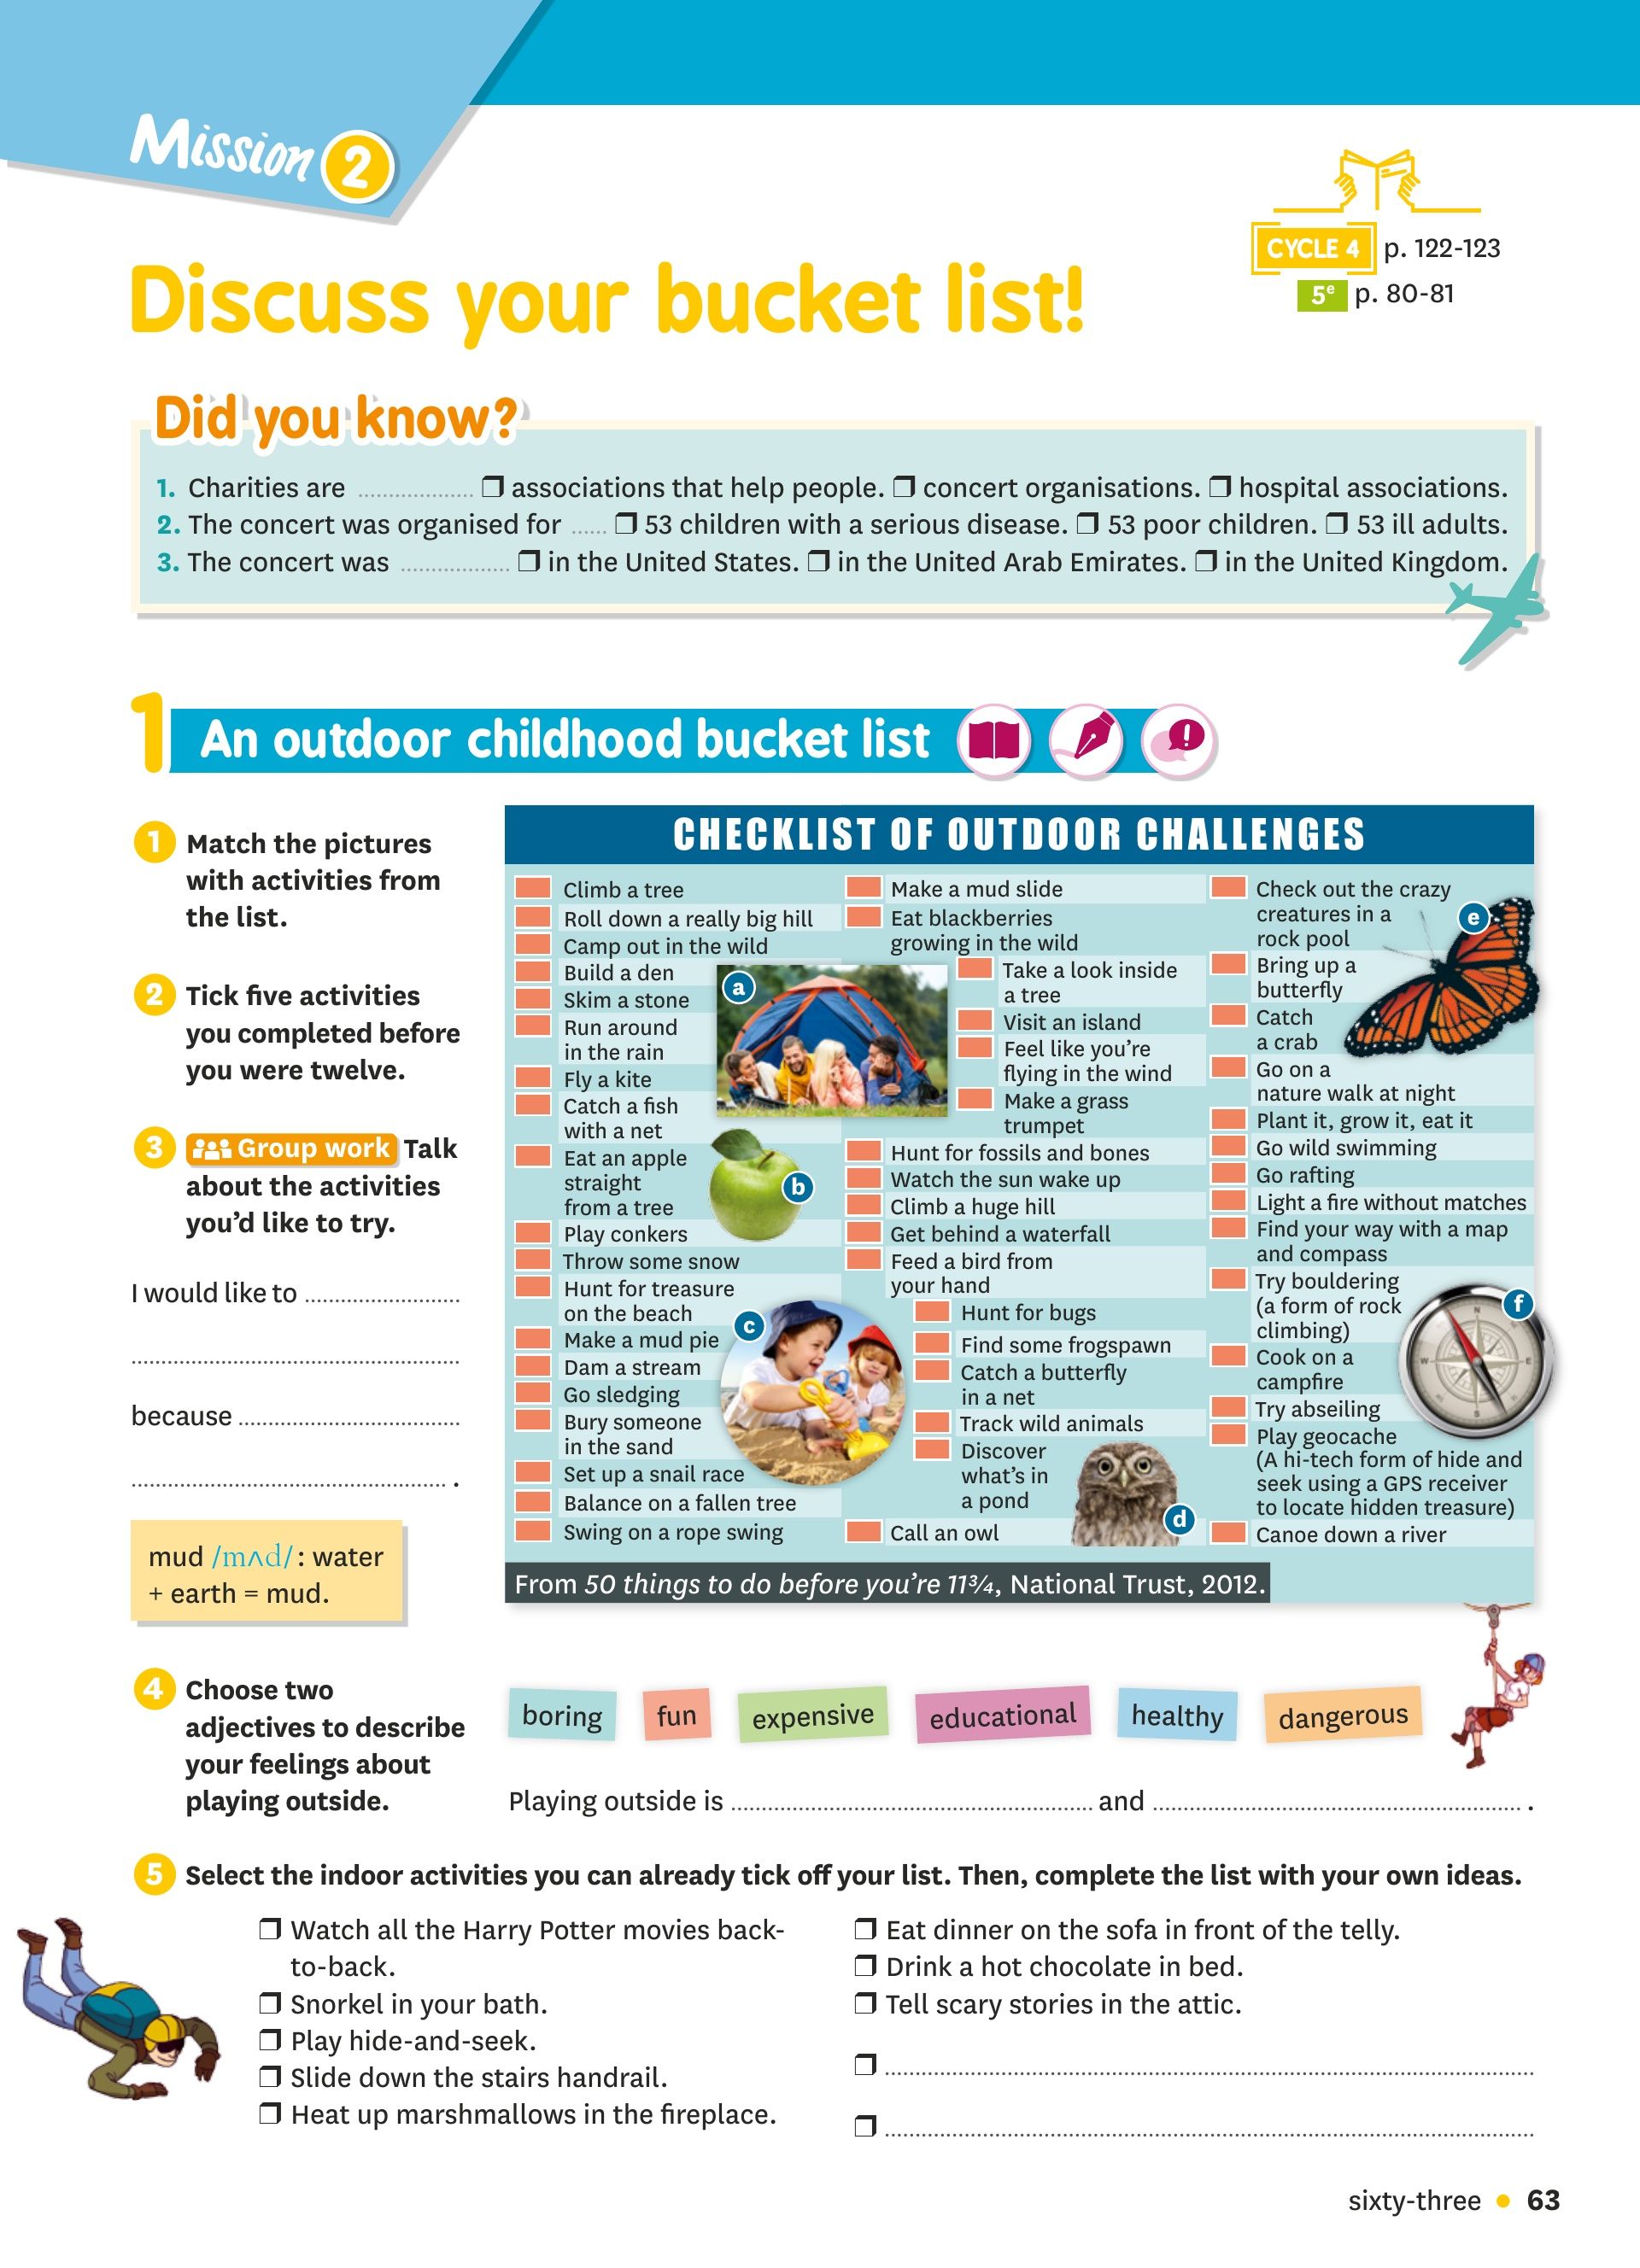 Mission 2
CYCLE 4 p. 122-123
5e p. 80-81
Discuss your bucket list!
Did you know?
1. Charities are .................... ❒ associations that help people. ❒ concert organisations. ❒ hospital associations.
2. The concert was organised for ...... ❒ 53 children with a serious disease. ❒ 53 poor children. ❒ 53 ill adults.
3. The concert was ................... ❒ in the United States. ❒ in the United Arab Emirates. ❒ in the United Kingdom.
1 An outdoor childhood bucket list
1 Match the pictures
with activities from
the list.
2 Tick five activities
you completed before
you were twelve.
3 Group work Talk
about the activities
you'd like to try.
I would like to ...........................
.........................................................
because ......................................
....................................................... .
mud /mʌd/ : water
+ earth = mud.
CHECKLIST OF OUTDOOR CHALLENGES
Climb a tree
Roll down a really big hill
Camp out in the wild
Build a den
Skim a stone
Run around
in the rain
Fly a kite
Catch a fish
with a net
Eat an apple
straight
from a tree
Play conkers
Throw some snow
Hunt for treasure
on the beach
Make a mud pie
Dam a stream
Go sledging
Bury someone
in the sand
Set up a snail race
Balance on a fallen tree
Swing on a rope swing
a
b
c
Make a mud slide
Eat blackberries
growing in the wild
Take a look inside
a tree
Visit an island
Feel like you're
flying in the wind
Make a grass
trumpet
Hunt for fossils and bones
Watch the sun wake up
Climb a huge hill
Get behind a waterfall
Feed a bird from
your hand
Hunt for bugs
Find some frogspawn
Catch a butterfly
in a net
Track wild animals
Discover
what's in
a pond
Call an owl
d
Check out the crazy
creatures in a
rock pool
Bring up a
butterfly
Catch
a crab
Go on a
nature walk at night
Plant it, grow it, eat it
Go wild swimming
Go rafting
Light a fire without matches
Find your way with a map
and compass
Try bouldering
(a form of rock
climbing)
Cook on a
campfire
Try abseiling
Play geocache
(A hi-tech form of hide and
seek using a GPS receiver
to locate hidden treasure)
Canoe down a river
e
f
N
W
E
S
From 50 things to do before you're 11¾, National Trust, 2012.
4 Choose two
adjectives to describe
your feelings about
playing outside.
boring fun expensive educational healthy dangerous
Playing outside is .............................................................. and ................................................................ .
5 Select the indoor activities you can already tick off your list. Then, complete the list with your own ideas.
❒ Watch all the Harry Potter movies back-
to-back.
❒ Snorkel in your bath.
❒ Play hide-and-seek.
❒ Slide down the stairs handrail.
❒ Heat up marshmallows in the fireplace.
❒ Eat dinner on the sofa in front of the telly.
❒ Drink a hot chocolate in bed.
❒ Tell scary stories in the attic.
❒ ................................................................................................................
❒ ................................................................................................................
sixty-three • 63